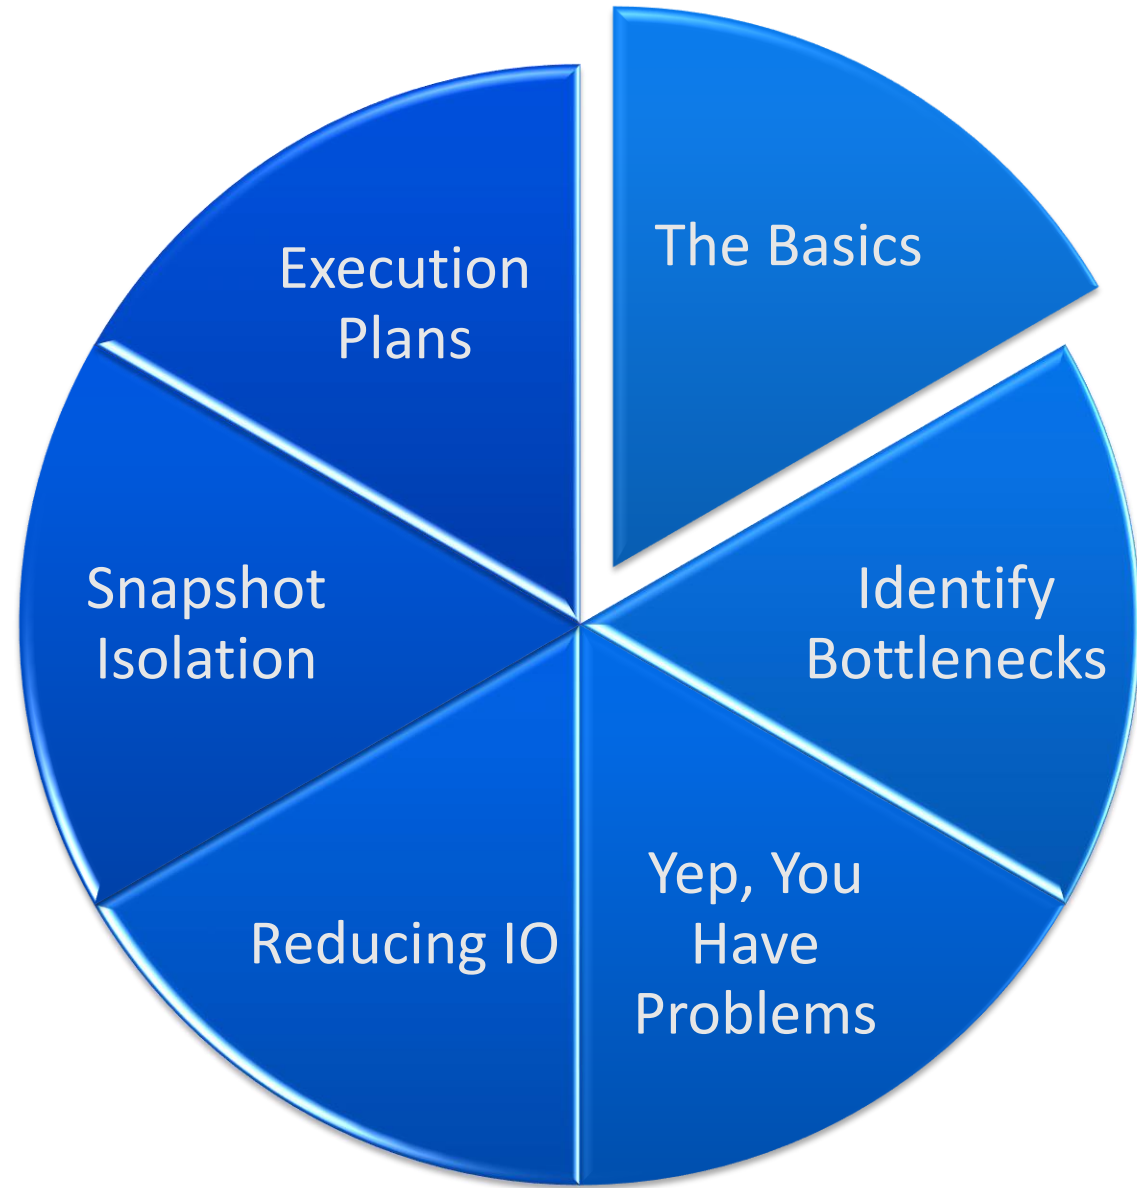 The Basics
Identify
Bottlenecks
Yep, You
Have
Problems
Reducing IO
Snapshot
Isolation
Execution
Plans